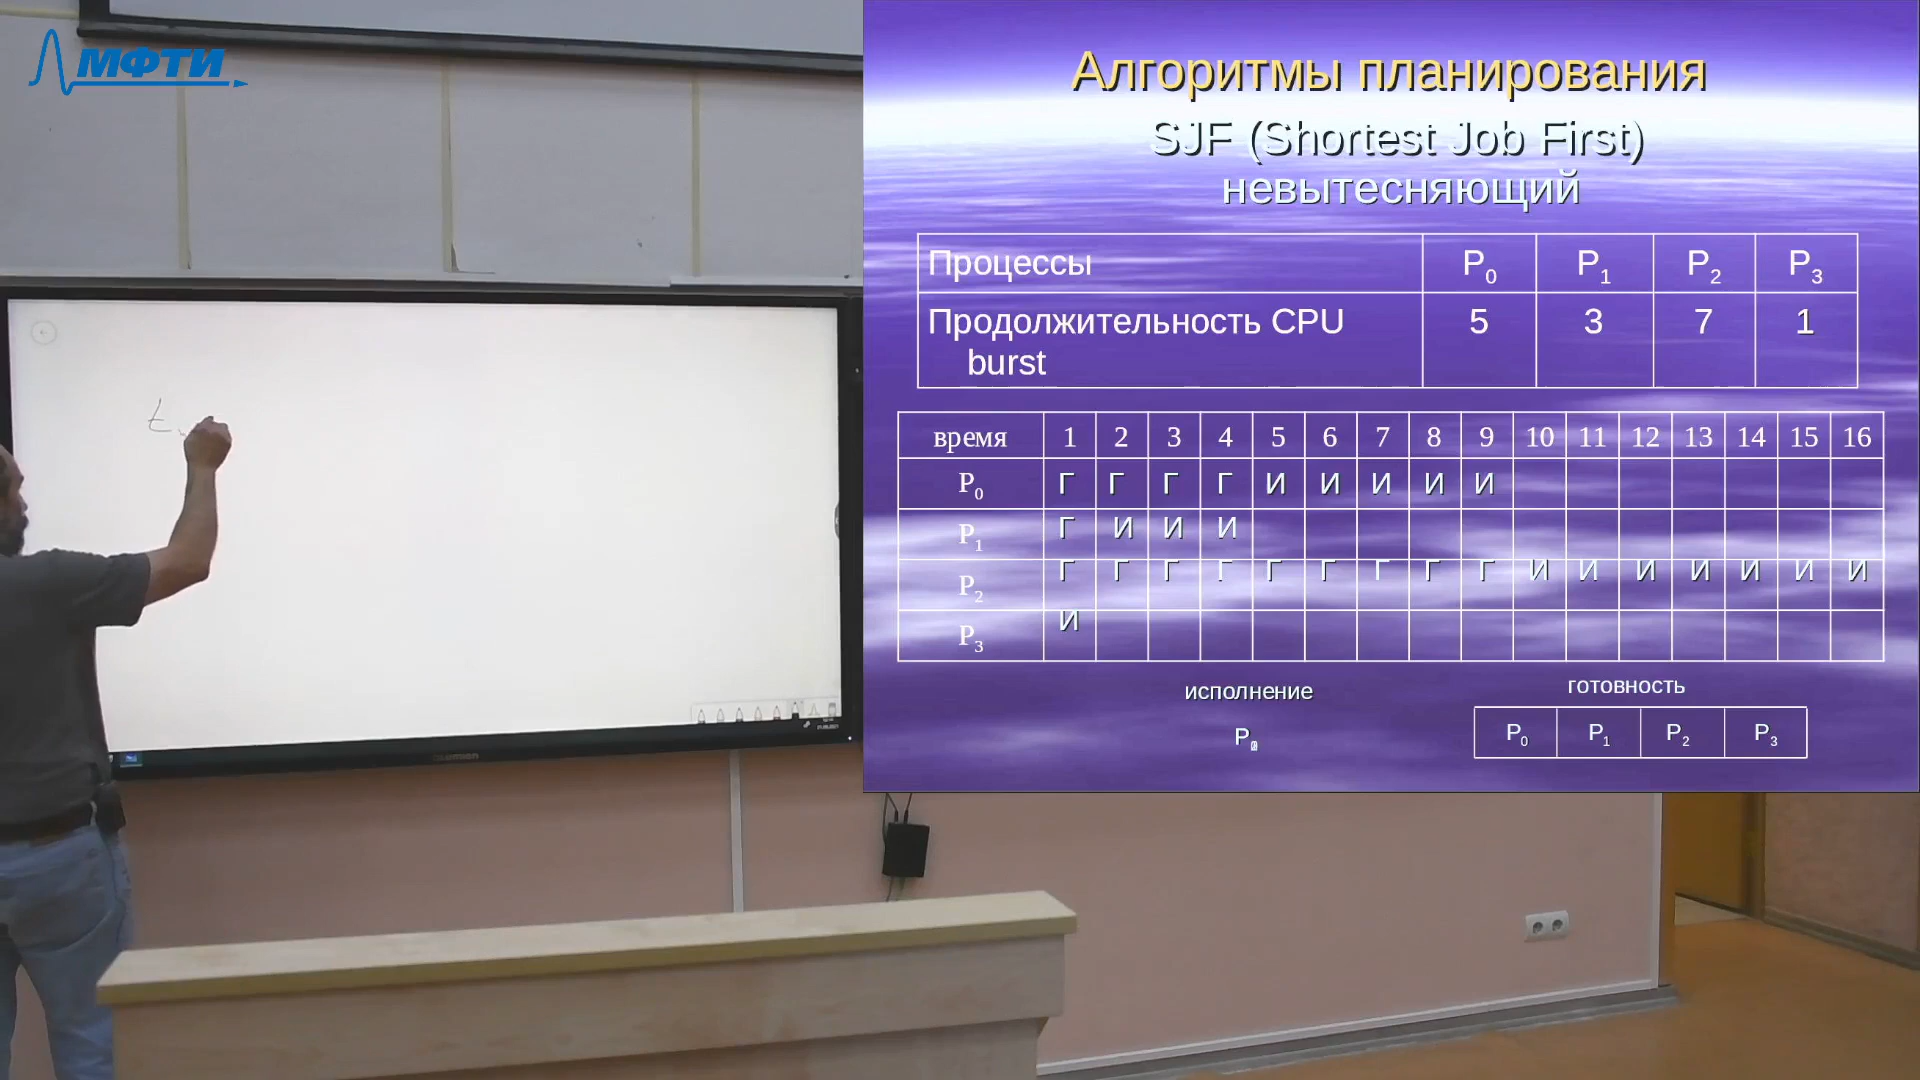 МФТИ
t
Алгоритмы планирования
SJF (Shortest Job First)
невытесняющий
Процессы P0 P1 P2 P3
Продолжительность CPU burst 5 3 7 1
время 1 2 3 4 5 6 7 8 9 10 11 12 13 14 15 16
P0 Г Г Г Г И И И И И
P1 Г И И И
P2 Г Г Г Г Г Г Г Г Г И И И И И И И
P3 И
исполнение
готовность
P
P0 P1 P2 P3